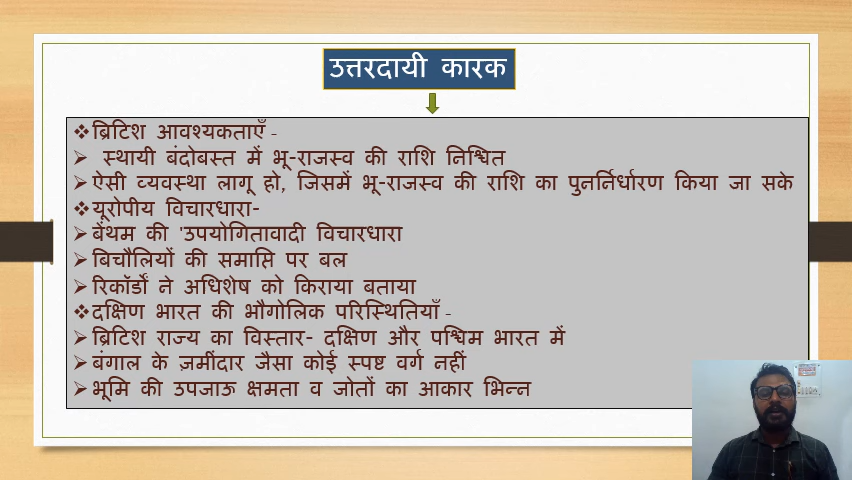 उत्तरदायी कारक
❖ब्रिटिश आवश्यकताएँ -
➢ स्थायी बंदोबस्त में भू-राजस्व की राशि निश्चित
➢ऐसी व्यवस्था लागू हो, जिसमें भू-राजस्व की राशि का पुनर्निर्धारण किया जा सके
❖यूरोपीय विचारधारा-
➢बेंथम की 'उपयोगितावादी विचारधारा
➢बिचौलियों की समाप्ति पर बल
➢रिकॉर्डों ने अधिशेष को किराया बताया
❖दक्षिण भारत की भौगोलिक परिस्थितियाँ -
➢ब्रिटिश राज्य का विस्तार- दक्षिण और पश्चिम भारत में
➢बंगाल के ज़मींदार जैसा कोई स्पष्ट वर्ग नहीं
➢भूमि की उपजाऊ क्षमता व जोतों का आकार भिन्न